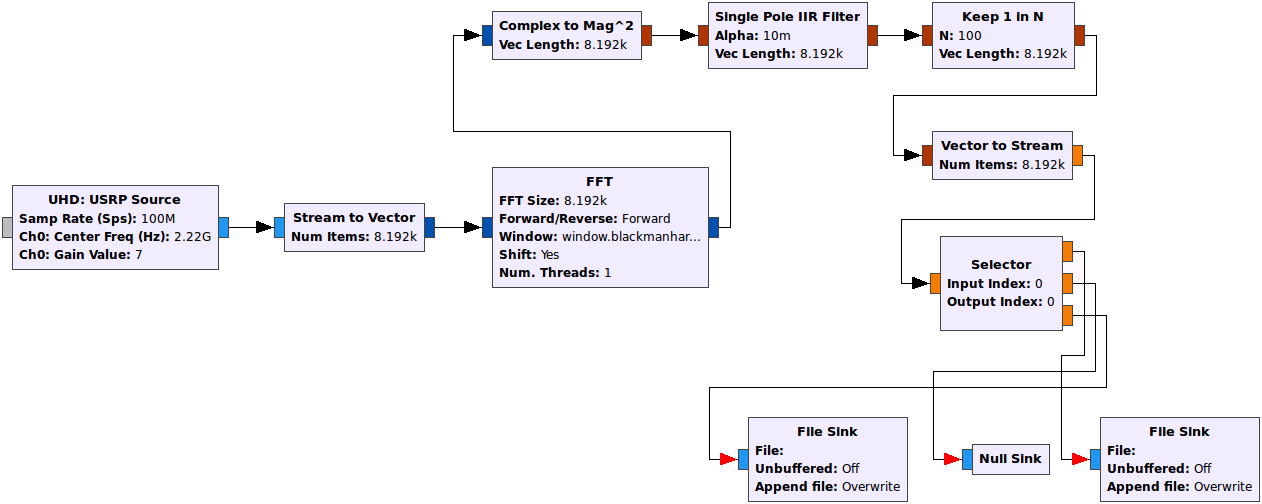 Complex to Mag^2
Vec Length: 8.192k
Single Pole IIR Filter
Alpha: 10m
Vec Length: 8.192k
Keep 1 in N
N: 100
Vec Length: 8.192k
Vector to Stream
Num Items: 8.192k
UHD: USRP Source
Samp Rate (Sps): 100M
Ch0: Center Freq (Hz): 2.22G
Ch0: Gain Value: 7
Stream to Vector
Num Items: 8.192k
FFT
FFT Size: 8.192k
Forward/Reverse: Forward
Window: window.blackmanhar...
Shift: Yes
Num. Threads: 1
Selector
Input Index: 0
Output Index: 0
File Sink
File:
Unbuffered: Off
Append file: Overwrite
Null Sink
File Sink
File:
Unbuffered: Off
Append file: Overwrite